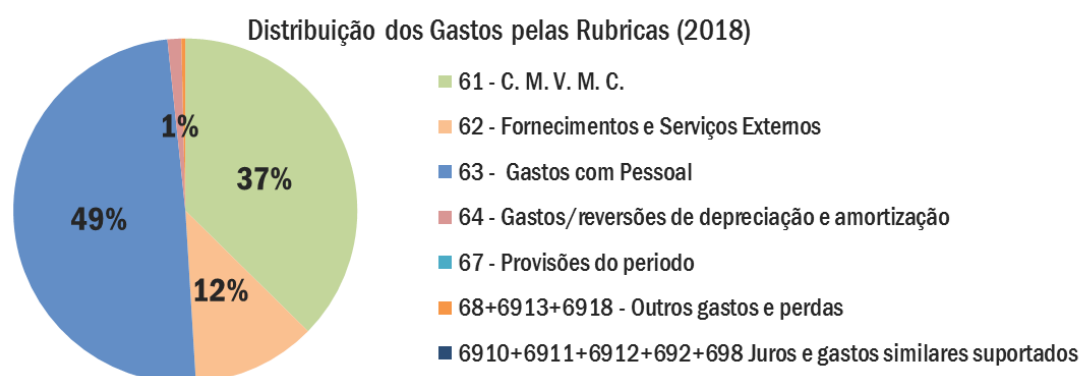 Distribuição dos Gastos pelas Rubricas (2018)
61 - C. M. V. M. C.
62 - Fornecimentos e Serviços Externos
63 - Gastos com Pessoal
64 - Gastos/reversões de depreciação e amortização
67 - Provisões do periodo
68+6913+6918 - Outros gastos e perdas
6910+6911+6912+692+698 Juros e gastos similares suportados
1%
37%
49%
12%